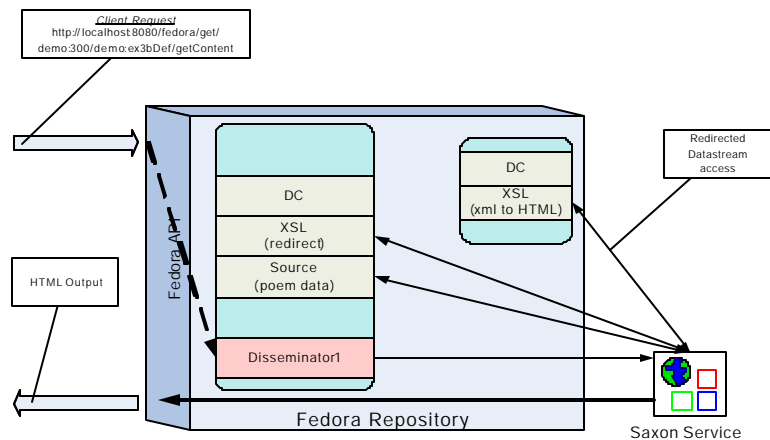 Client Request
http://localhost:8080/fedora/get/
demo:300/demo:ex3bDef/getContent
Redirected
Datastream
access
DC
XSL
(xml to HTML)
DC
XSL
(redirect)
Source
(poem data)
Fedora API
HTML Output
Disseminator1
Fedora Repository
Saxon Service